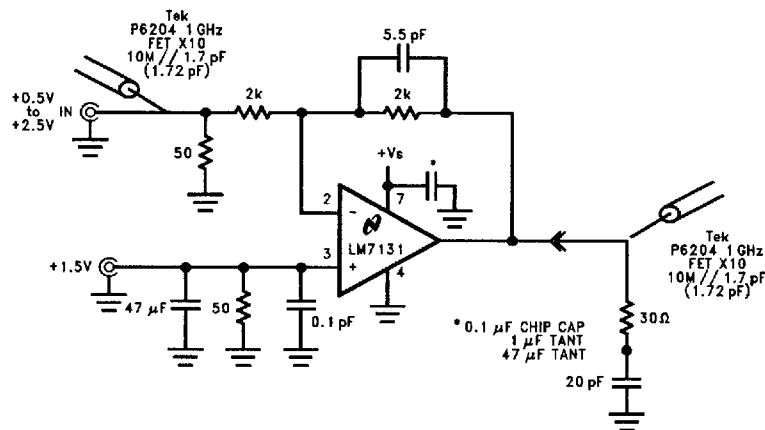 Tek
P6204 1 GHz
FET X10
10M // 1.7 pF
(1.72 pF)
5.5 pF
+0.5V
to
+2.5V
IN
2k
2k
50
+Vs
*
7
2
-
LM7131
3
+
4
+1.5V
47 μF
50
0.1 pF
Tek
P6204 1 GHz
FET X10
10M // 1.7 pF
(1.72 pF)
* 0.1 μF CHIP CAP
1 μF TANT
47 μF TANT
30Ω
20 pF